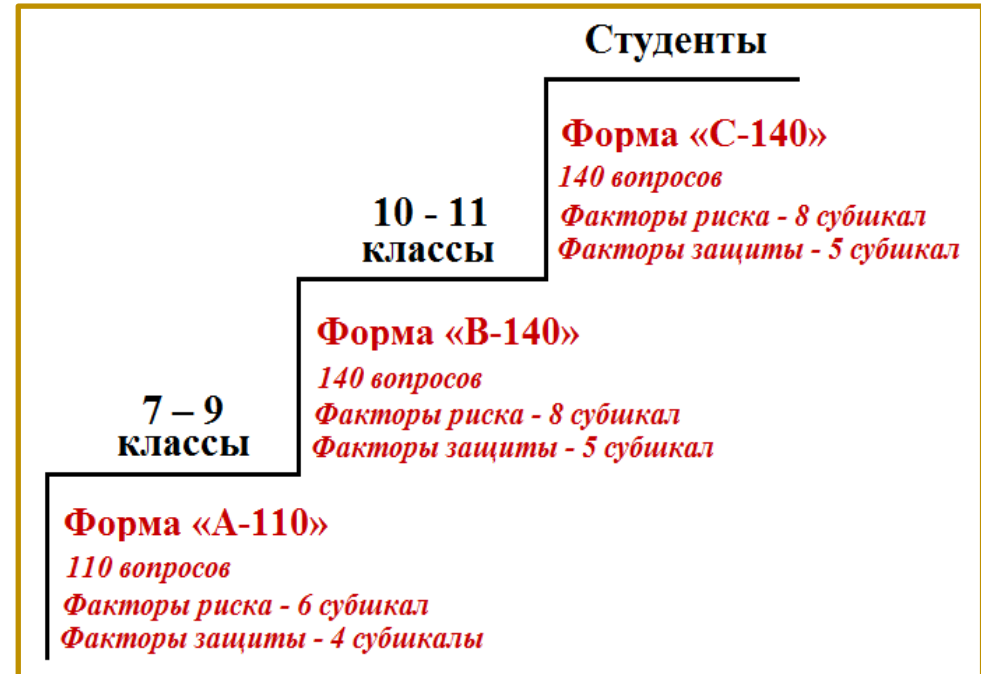 Студенты
Форма «С-140»
140 вопросов
Факторы риска - 8 субшкал
Факторы защиты - 5 субшкал
10 - 11
классы
Форма «В-140»
140 вопросов
Факторы риска - 8 субшкал
Факторы защиты - 5 субшкал
7 – 9
классы
Форма «А-110»
110 вопросов
Факторы риска - 6 субшкал
Факторы защиты - 4 субшкалы